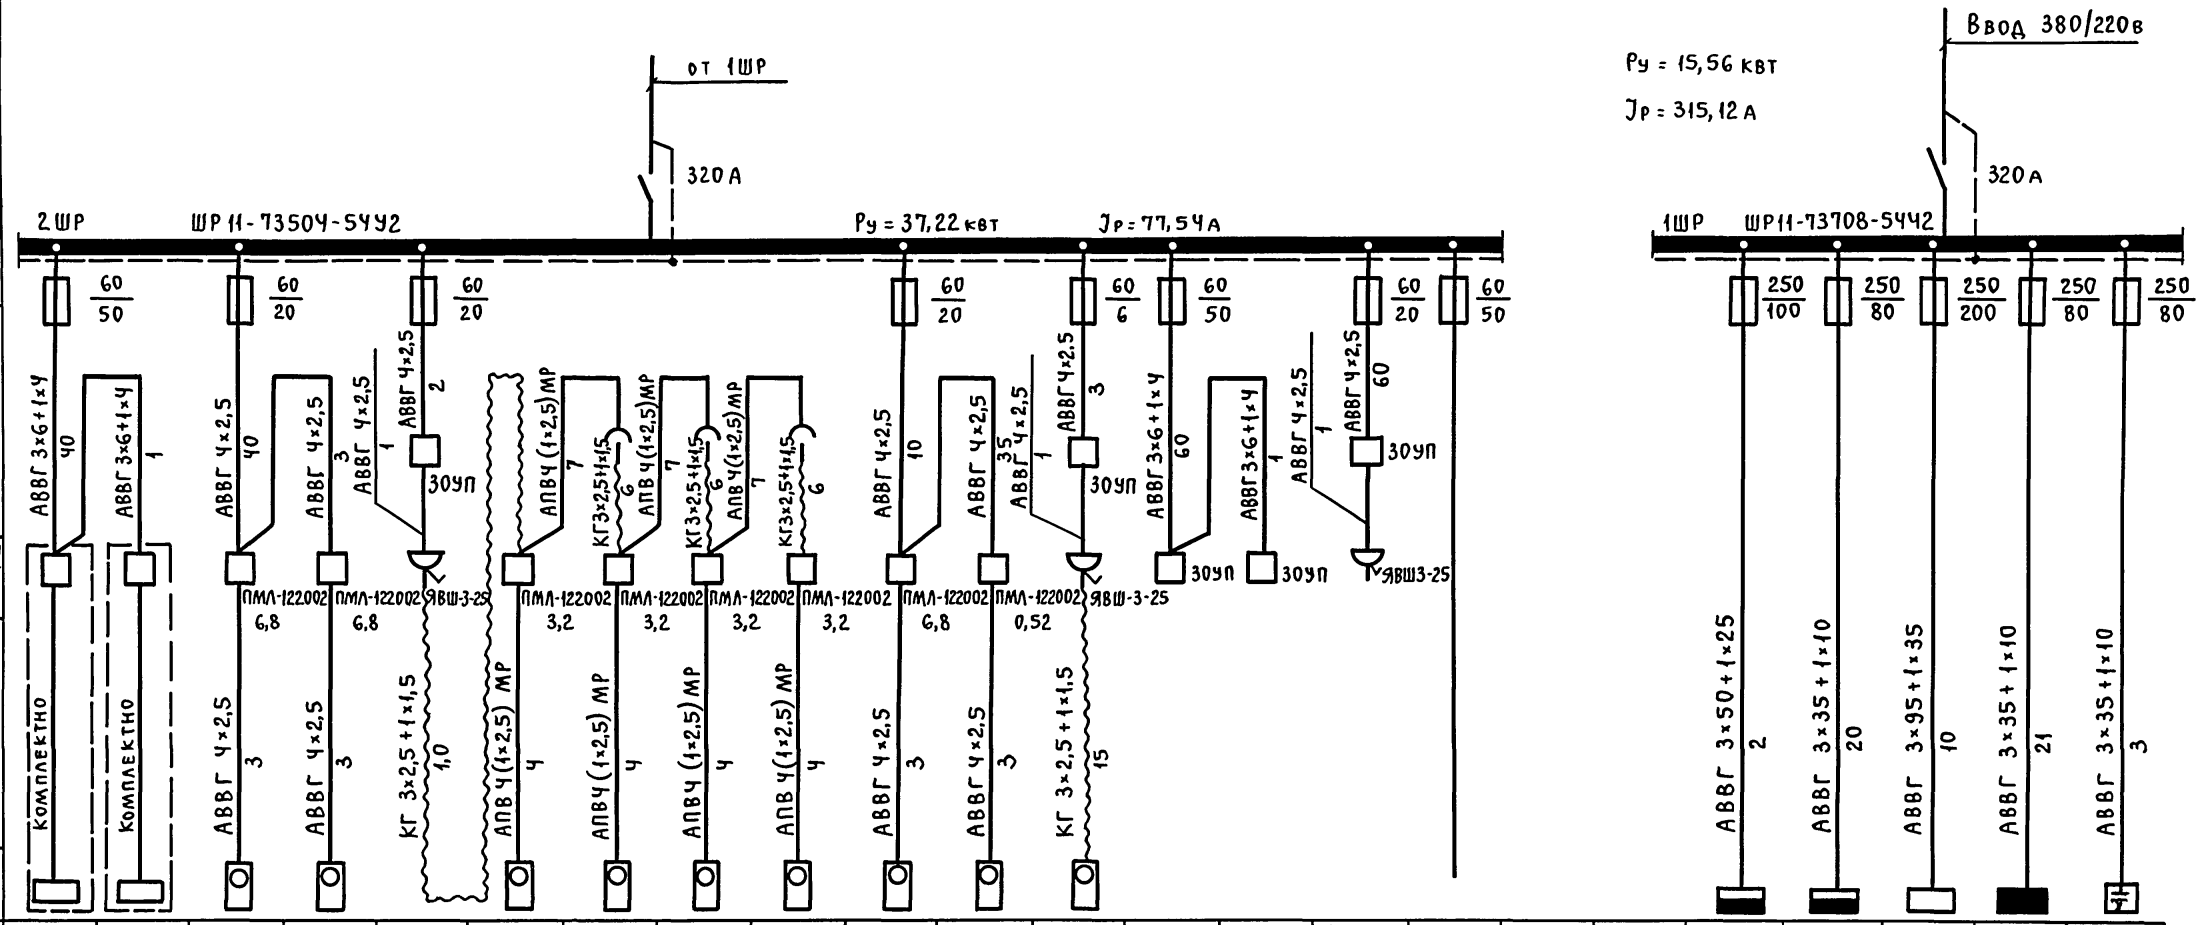 Ввод 380/220в
Ру = 15,56 квт
Jр = 315,12 А
от 1ШР
320 А
320 А
2 ШР
ШР 11-73504-54У2
Ру = 37,22 квт
Jр = 77,54 А
1ШР
ШР11-73708-54У2
60/50
60/20
60/20
60/20
60/6
60/50
60/20
60/50
250/100
250/80
250/200
250/80
250/80
АВВГ 3×6+1×4
40
АВВГ 3×6+1×4
1
АВВГ 4×2,5
40
АВВГ 4×2,5
3
АВВГ 4×2,5
1
АВВГ 4×2,5
2
ЗОУП
АПВ4(1×2,5)МР
7
КГ3×2,5+1×1,5
6
АПВ 4(1×2,5)МР
7
КГ3×2,5+1×1,5
6
АПВ 4(1×2,5)МР
7
КГ3×2,5+1×1,5
6
АВВГ 4×2,5
10
АВВГ 4×2,5
35
АВВГ 4×2,5
1
АВВГ 4×2,5
3
ЗОУП
АВВГ 3×6+1×4
60
АВВГ 3×6+1×4
1
АВВГ 4×2,5
1
АВВГ 4×2,5
60
ЗОУП
ЗОУП
ЗОУП
ЯВШ3-25
ПМЛ-122002
6,8
ПМЛ-122002
6,8
ЯВШ-3-25
ПМЛ-122002
3,2
ПМЛ-122002
3,2
ПМЛ-122002
3,2
ПМЛ-122002
3,2
ПМЛ-122002
6,8
ПМЛ-122002
0,52
ЯВШ-3-25
комплектно
комплектно
АВВГ 4×2,5
3
АВВГ 4×2,5
3
КГ 3×2,5+1×1,5
1,0
АПВ 4(1×2,5) МР
4
АПВ4(1×2,5) МР
4
АПВ4 (1×2,5) МР
4
АПВ 4(1×2,5) МР
4
АВВГ 4×2,5
3
АВВГ 4×2,5
3
КГ 3×2,5+1×1,5
15
АВВГ 3×50+1×25
2
АВВГ 3×35+1×10
20
АВВГ 3×95+1×35
10
АВВГ 3×35+1×10
21
АВВГ 3×35+1×10
3